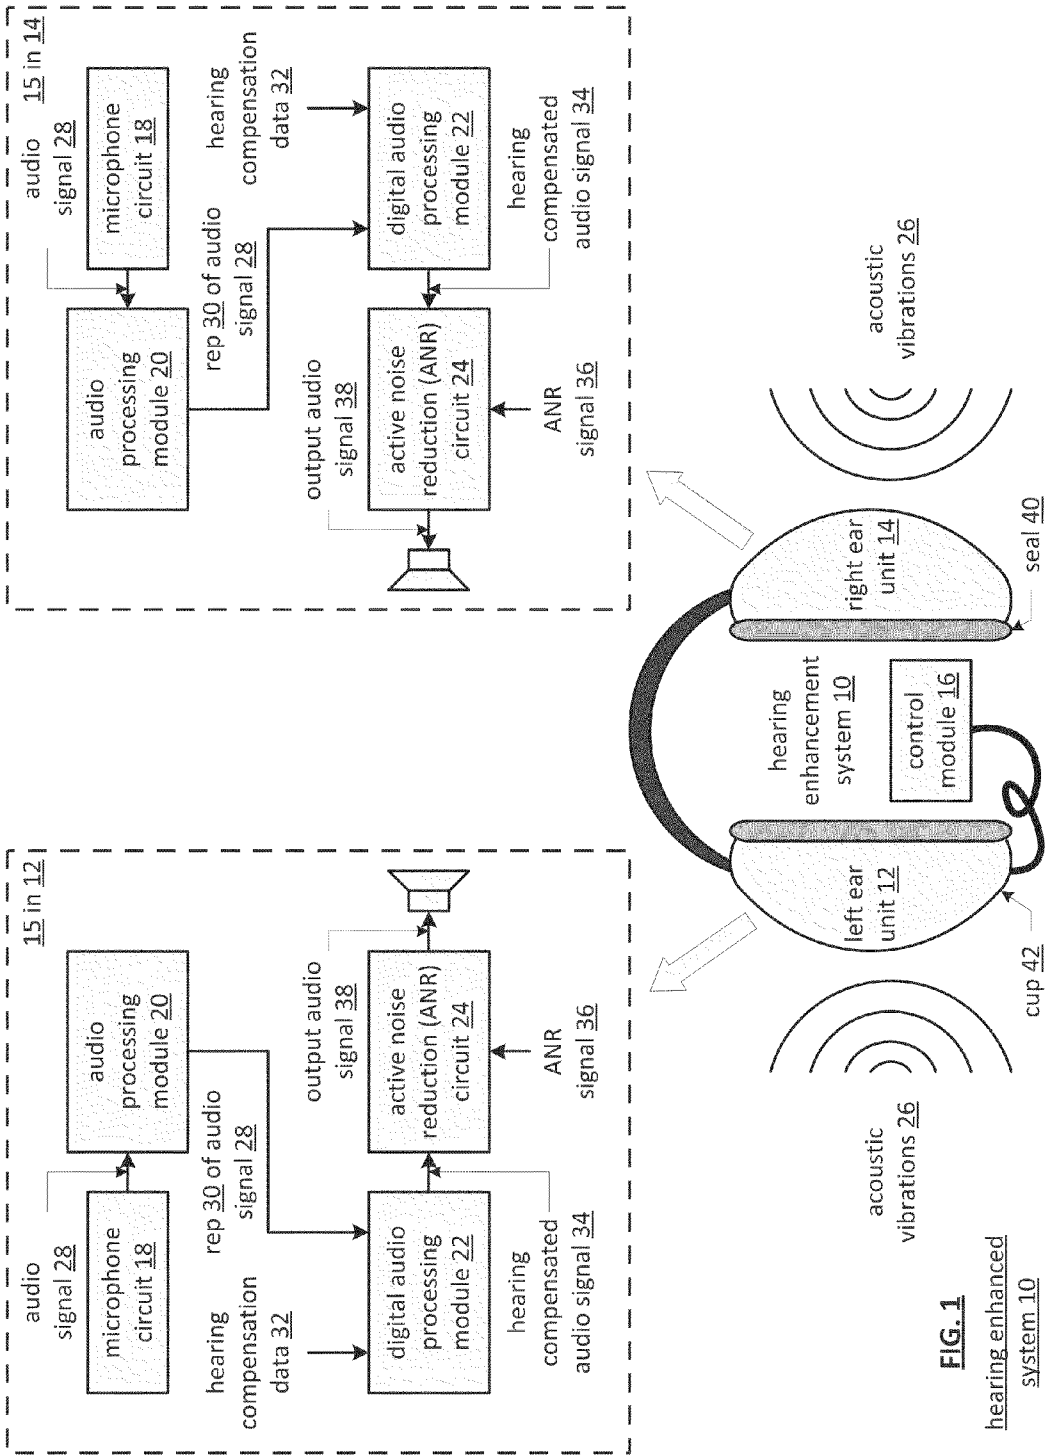 15 in 12
audio
signal 28
microphone
circuit 18
audio
processing
module 20
rep 30 of audio
signal 28
hearing
compensation
data 32
digital audio
processing
module 22
hearing
compensated
audio signal 34
output audio
signal 38
active noise
reduction (ANR)
circuit 24
ANR
signal 36
15 in 14
audio
signal 28
microphone
circuit 18
audio
processing
module 20
rep 30 of audio
signal 28
hearing
compensation
data 32
digital audio
processing
module 22
hearing
compensated
audio signal 34
output audio
signal 38
active noise
reduction (ANR)
circuit 24
ANR
signal 36
acoustic
vibrations 26
left ear
unit 12
cup 42
hearing
enhancement
system 10
control
module 16
right ear
unit 14
seal 40
acoustic
vibrations 26
FIG. 1
hearing enhanced
system 10